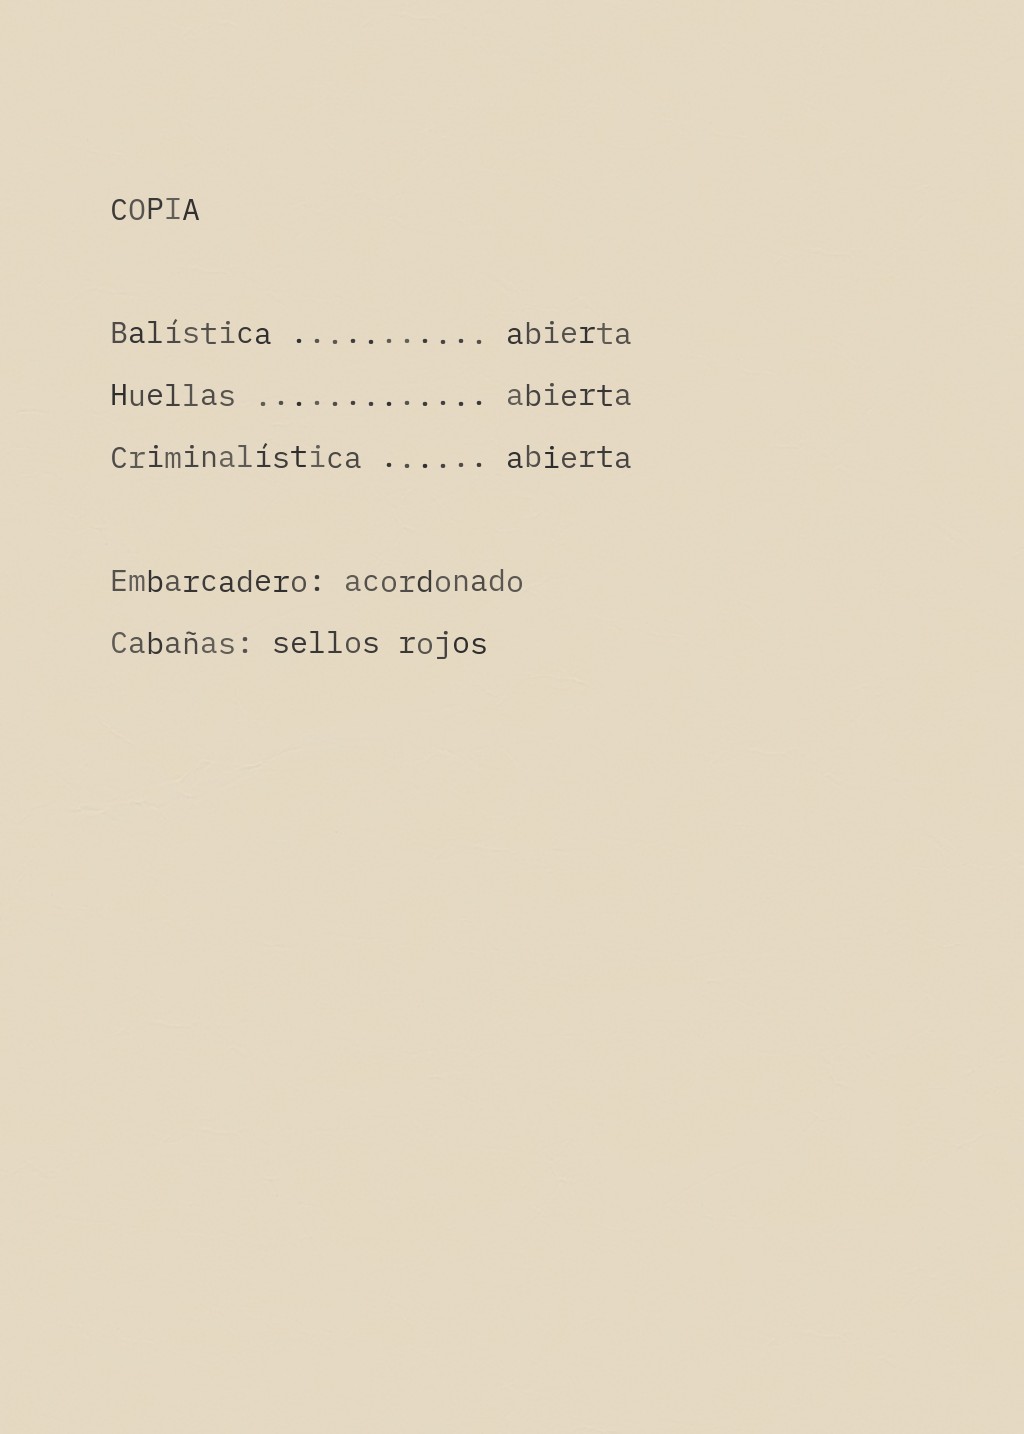 COPIA
Balística ........... abierta
Huellas ............. abierta
Criminalística ...... abierta
Embarcadero: acordonado
Cabañas: sellos rojos